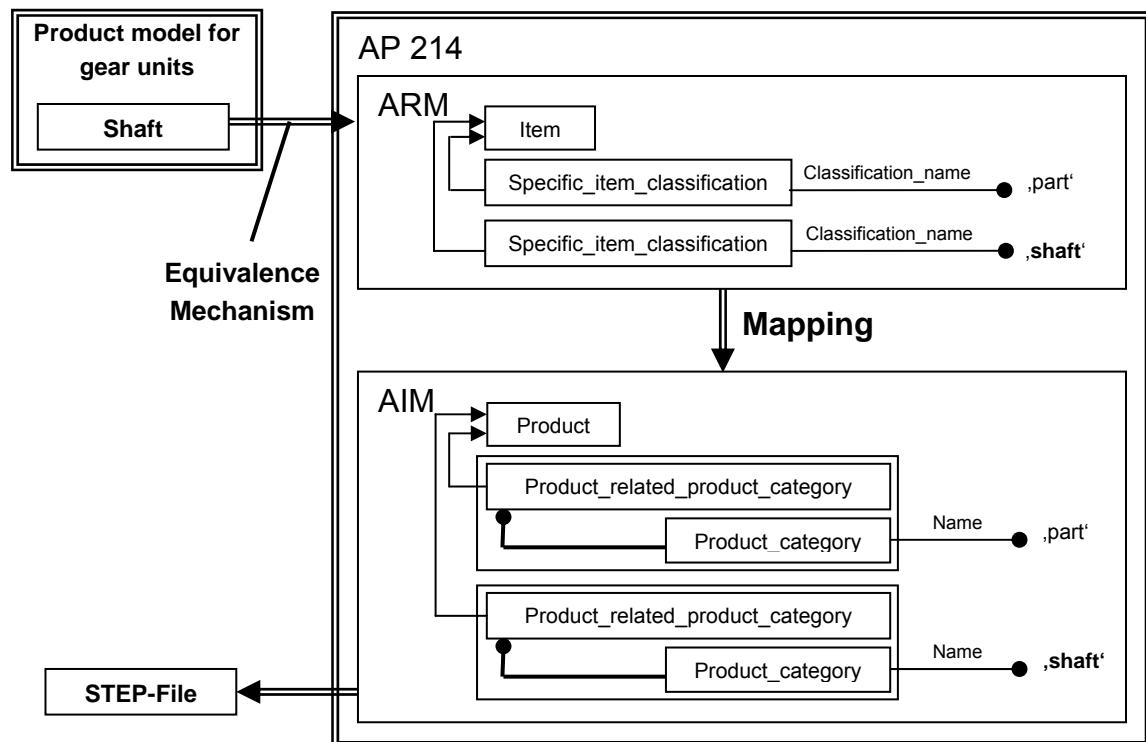 Product model for
gear units
Shaft
Equivalence
Mechanism
AP 214
ARM
Item
Specific_item_classification
Classification_name
‚part‘
Specific_item_classification
Classification_name
‚shaft‘
Mapping
AIM
Product
Product_related_product_category
Product_category
Name
‚part‘
Product_related_product_category
Product_category
Name
‚shaft‘
STEP-File